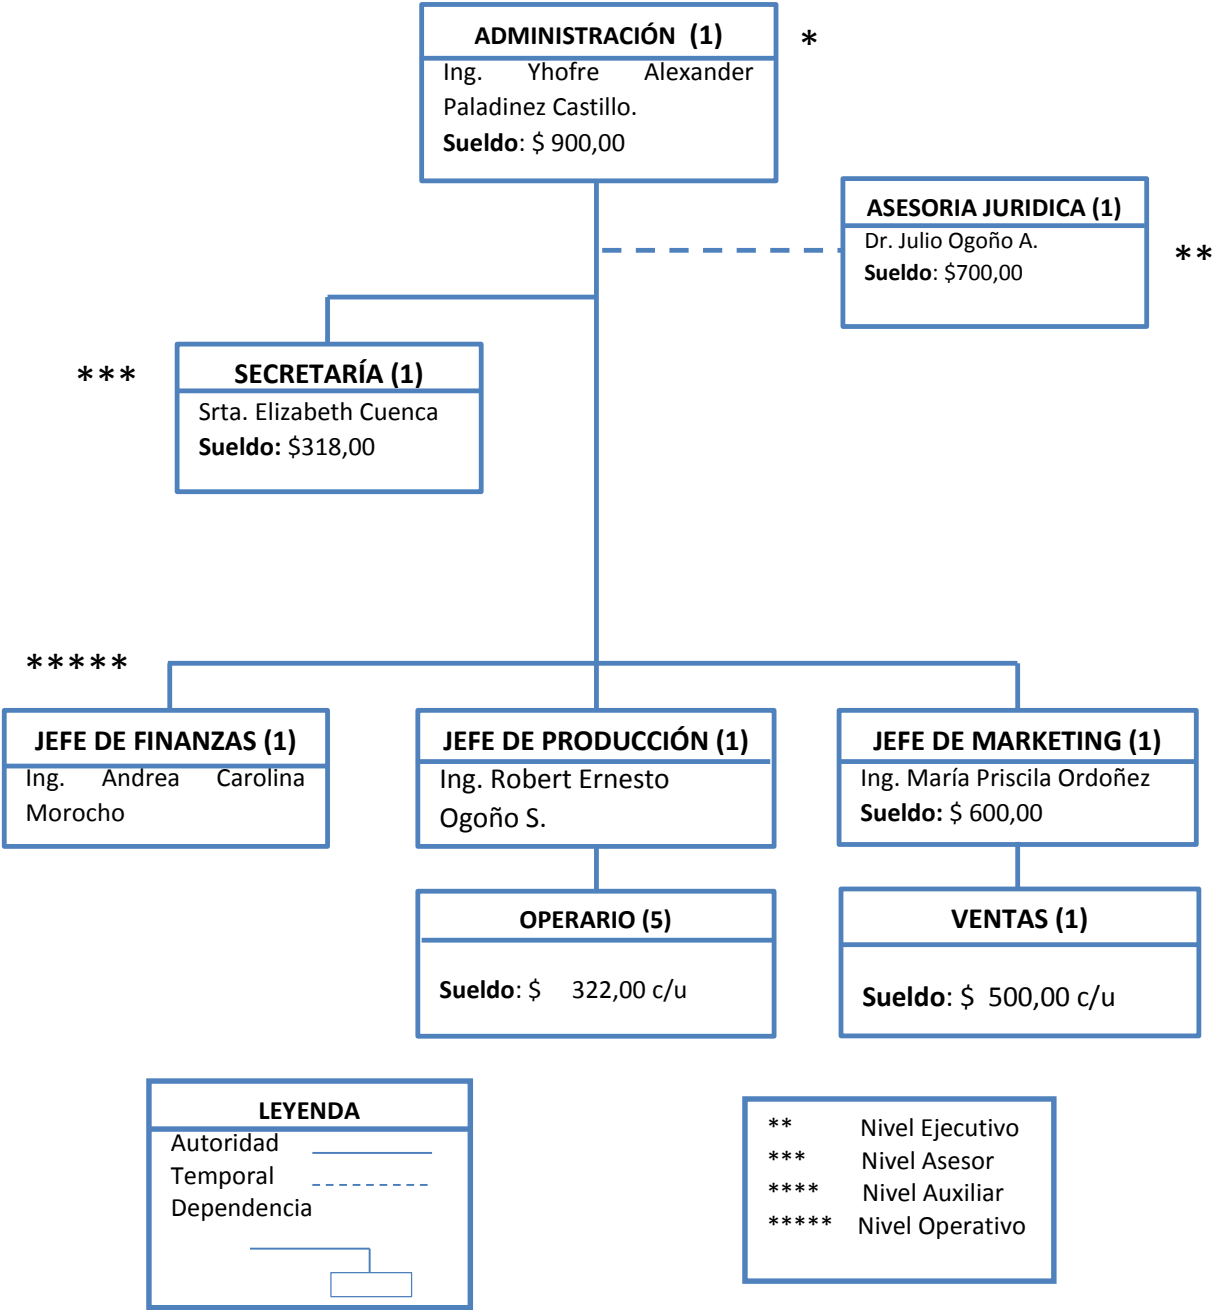 ADMINISTRACIÓN (1)
*
Ing. Yhofre Alexander
Paladinez Castillo.
Sueldo: $ 900,00
ASESORIA JURIDICA (1)
Dr. Julio Ogoño A.
Sueldo: $700,00
**
***
SECRETARÍA (1)
Srta. Elizabeth Cuenca
Sueldo: $318,00
*****
JEFE DE FINANZAS (1)
Ing. Andrea Carolina
Morocho
JEFE DE PRODUCCIÓN (1)
Ing. Robert Ernesto
Ogoño S.
JEFE DE MARKETING (1)
Ing. María Priscila Ordoñez
Sueldo: $ 600,00
OPERARIO (5)
Sueldo: $ 322,00 c/u
VENTAS (1)
Sueldo: $ 500,00 c/u
LEYENDA
Autoridad
Temporal
Dependencia
** Nivel Ejecutivo
*** Nivel Asesor
**** Nivel Auxiliar
***** Nivel Operativo